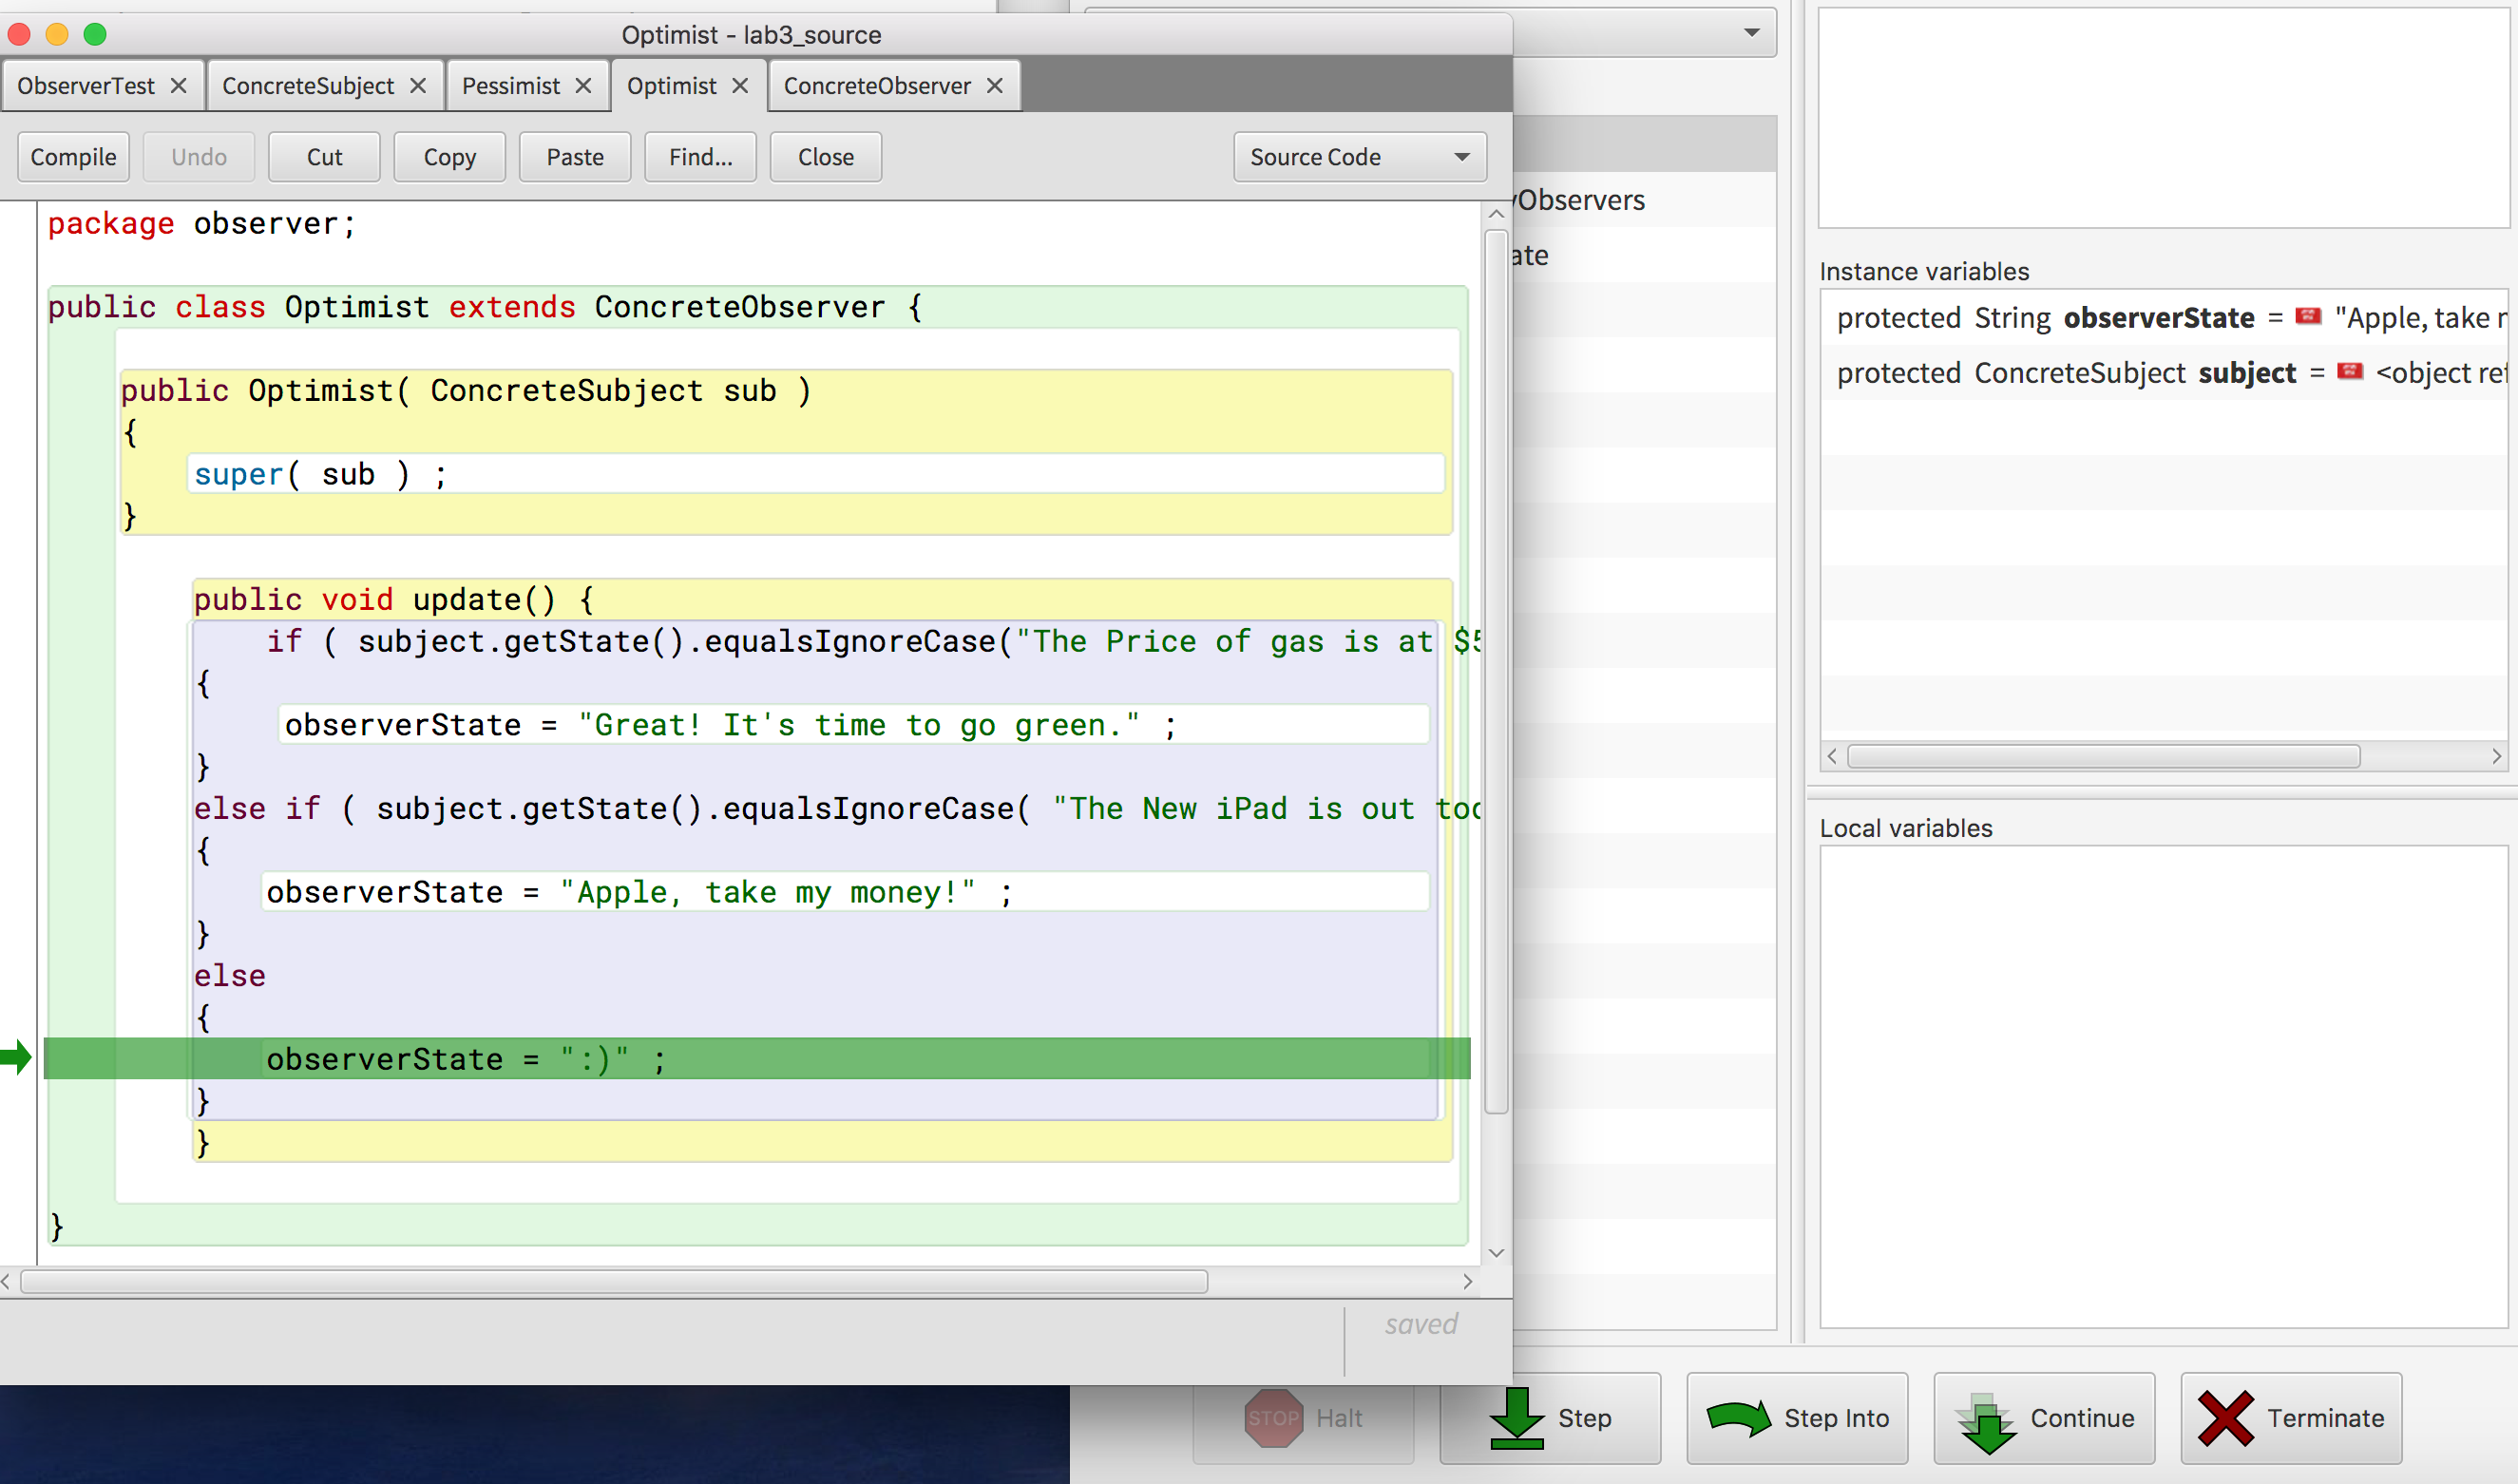 Optimist - lab3_source
ObserverTest ConcreteSubject Pessimist Optimist ConcreteObserver
Compile Undo Cut Copy Paste Find... Close Source Code
package observer;
public class Optimist extends ConcreteObserver {
public Optimist( ConcreteSubject sub )
{
super( sub ) ;
}
public void update() {
if ( subject.getState().equalsIgnoreCase("The Price of gas is at $5
{
observerState = "Great! It's time to go green." ;
}
else if ( subject.getState().equalsIgnoreCase( "The New iPad is out
{
observerState = "Apple, take my money!" ;
}
else
{
observerState = ":)" ;
}
}
}
saved
Observers
ate
Instance variables
protected String observerState = "Apple, take
protected ConcreteSubject subject = <object
Local variables
STOP Halt Step Step Into Continue Terminate